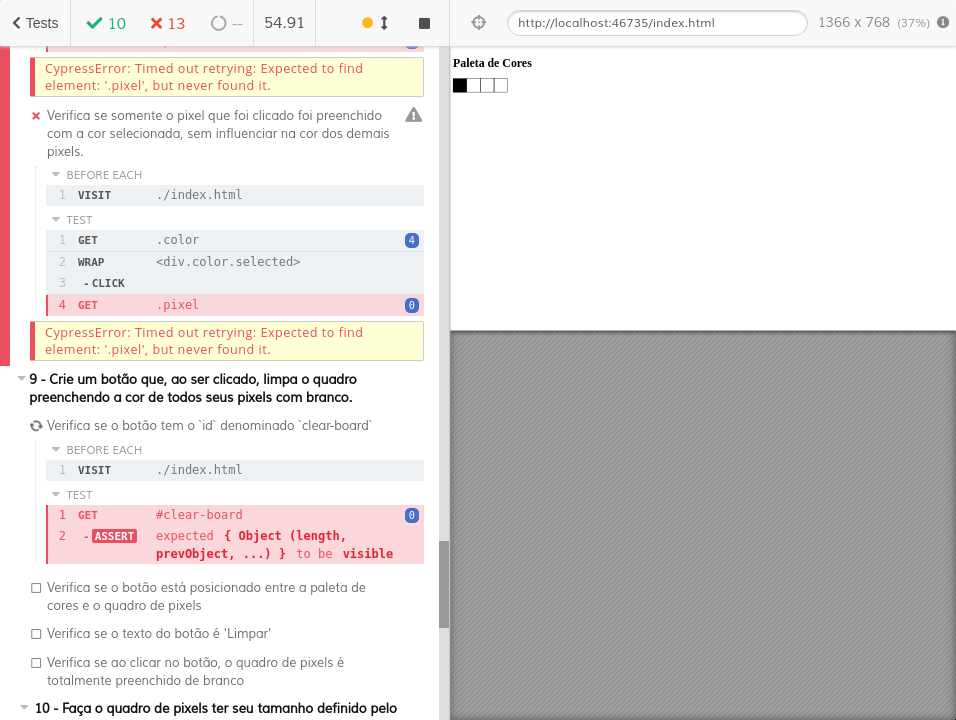 Tests 10 13 -- 54.91 http://localhost:46735/index.html 1366 x 768 (37%)
CypressError: Timed out retrying: Expected to find
element: '.pixel', but never found it.
Verifica se somente o pixel que foi clicado foi preenchido
com a cor selecionada, sem influenciar na cor dos demais
pixels.
BEFORE EACH
1 VISIT ./index.html
TEST
1 GET .color 4
2 WRAP <div.color.selected>
3 - CLICK
4 GET .pixel 0
CypressError: Timed out retrying: Expected to find
element: '.pixel', but never found it.
9 - Crie um botão que, ao ser clicado, limpa o quadro
preenchendo a cor de todos seus pixels com branco.
Verifica se o botão tem o `id` denominado `clear-board`
BEFORE EACH
1 VISIT ./index.html
TEST
1 GET #clear-board 0
2 - ASSERT expected { Object (length,
prevObject, ...) } to be visible
Verifica se o botão está posicionado entre a paleta de
cores e o quadro de pixels
Verifica se o texto do botão é 'Limpar'
Verifica se ao clicar no botão, o quadro de pixels é
totalmente preenchido de branco
10 - Faça o quadro de pixels ter seu tamanho definido pelo
Paleta de Cores